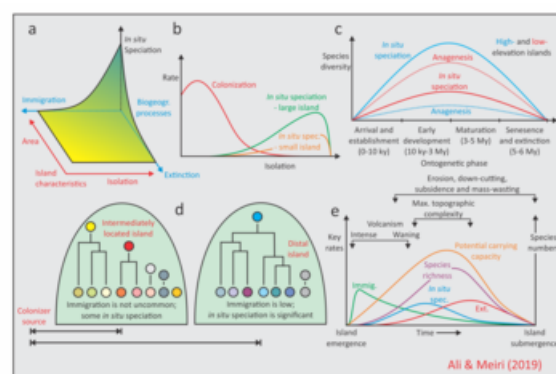 a
In situ
Speciation
Immigration
Biogeogr.
processes
Area
Island
characteristics
Isolation
Extinction
b
Rate
Colonization
In situ speciation
- large island
In situ spec.
- small island
Isolation
c
Species
diversity
In situ
speciation
High- and low-
elevation islands
Anagenesis
In situ
speciation
Anagenesis
Arrival and
establishment
(0-10 ky)
Early
development
(10 ky-3 My)
Maturation
(3-5 My)
Senesence and
extinction
(5-6 My)
Ontogenetic phase
d
Intermediately
located island
Immigration is not uncommon;
some in situ speciation
Distal
Island
Immigration is low;
in situ speciation is significant
Colonizer
source
Erosion, down-cutting,
subsidence and mass-wasting
e
Max. topographic
complexity
Volcanism
Intense Waning
Key
rates
Species
number
Potential carrying
capacity
Species
richness
Immig.
In situ
spec.
Ext.
Island
emergence
Time
Island
submergence
Ali & Meiri (2019)